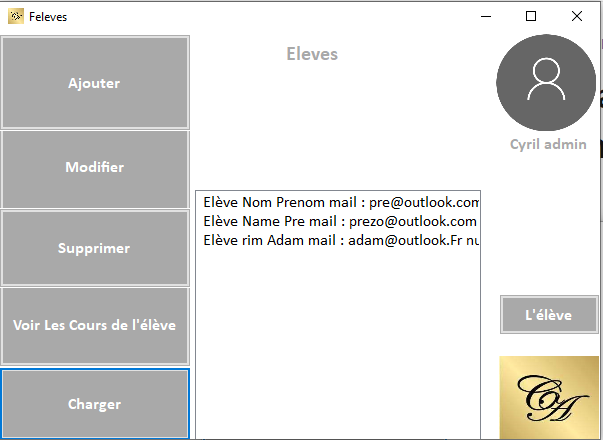 Feleves
Eleves
Ajouter
Modifier
Supprimer
Voir Les Cours de l'élève
Charger
Cyril admin
Elève Nom Prenom mail : pre@outlook.com
Elève Name Pre mail : prezo@outlook.com
Elève rim Adam mail : adam@outlook.Fr nu
L'éléve
CA